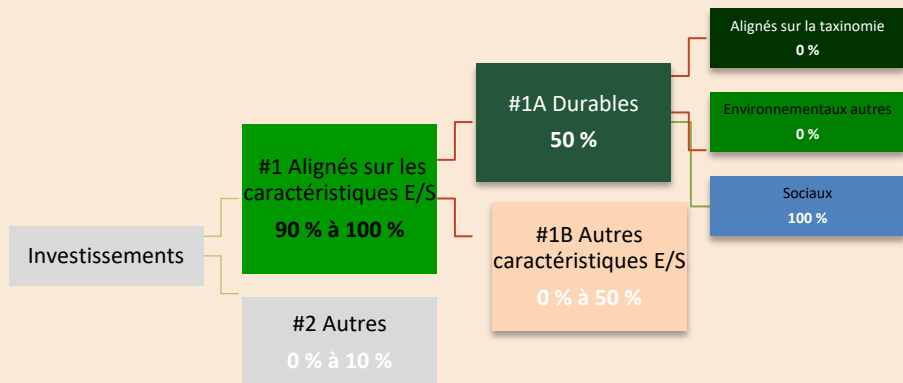 Investissements
#1 Alignés sur les
caractéristiques E/S
90 % à 100 %
#2 Autres
0 % à 10 %
#1A Durables
50 %
#1B Autres
caractéristiques E/S
0 % à 50 %
Alignés sur la taxinomie
0 %
Environnementaux autres
0 %
Sociaux
100 %